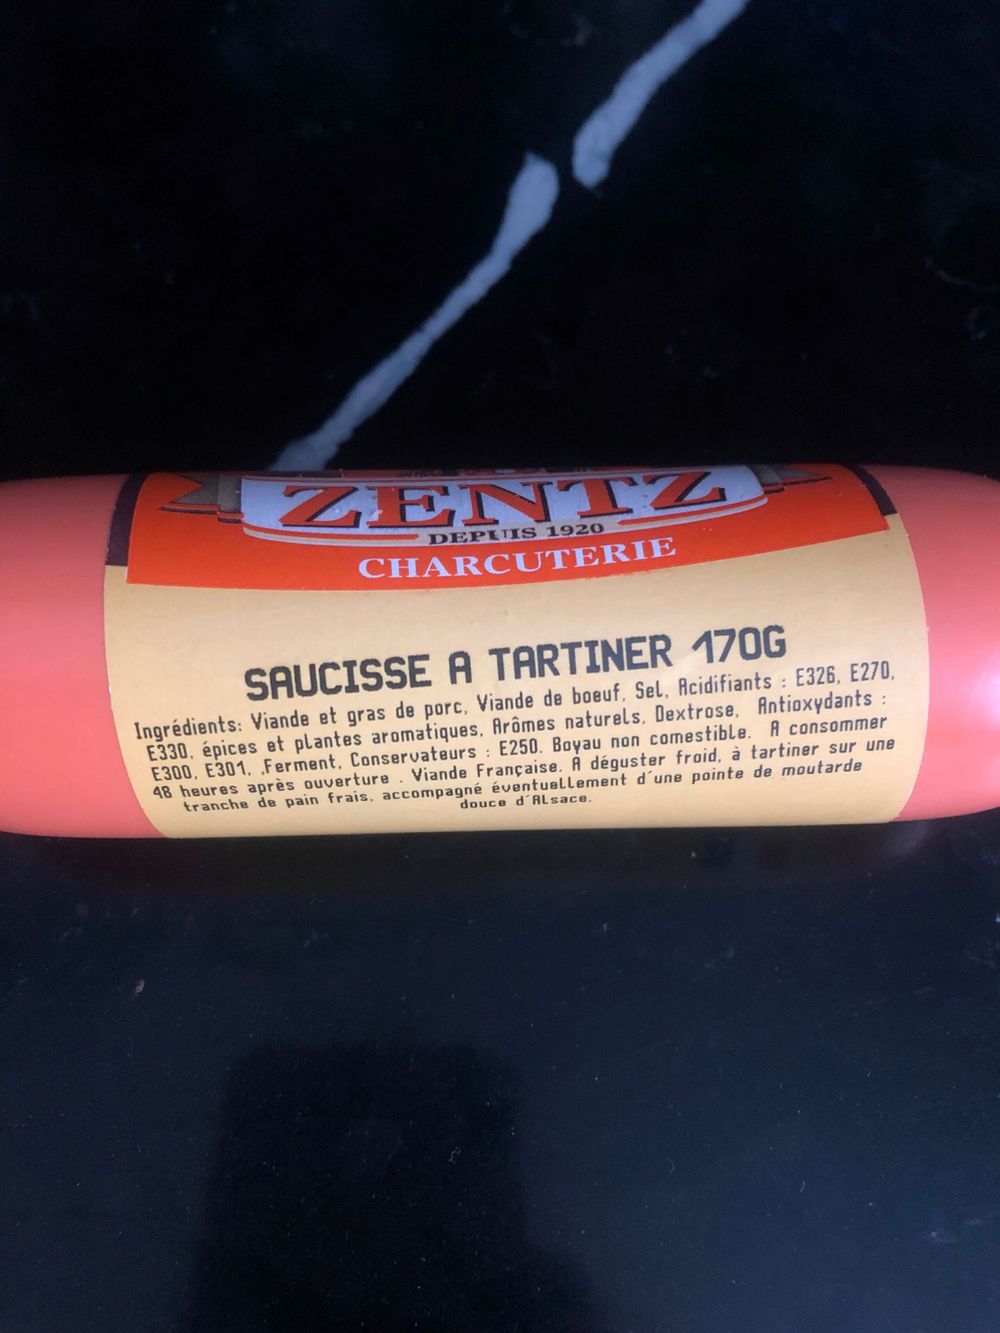 ZENTZ
DEPUIS 1920
CHARCUTERIE
SAUCISSE A TARTINER 170G
Ingrédients: Viande et gras de porc, Viande de boeuf, Sel, Acidifiants : E326, E270,
E330, épices et plantes aromatiques, Arômes naturels, Dextrose, Antioxydants :
E300, E301, .Ferment, Conservateurs : E250. Boyau non comestible. A consommer
48 heures après ouverture . Viande Française. A déguster froid, à tartiner sur une
tranche de pain frais, accompagné éventuellement d'une pointe de moutarde
douce d'Alsace.